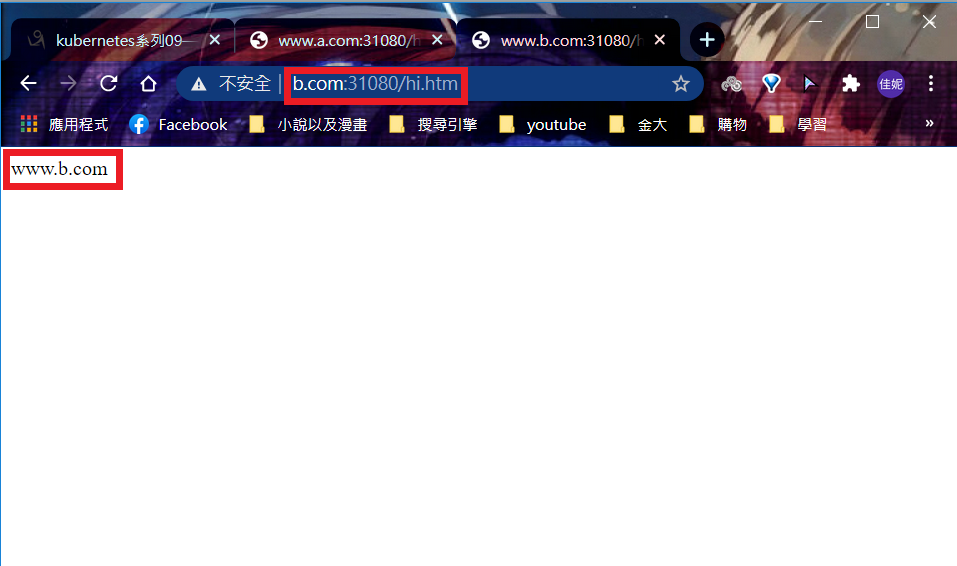 kubernetes系列09—
www.a.com:31080/h
www.b.com:31080/h
不安全 | b.com:31080/hi.htm
佳妮
應用程式 Facebook 小說以及漫畫 搜尋引擎 youtube 金大 購物 學習 »
www.b.com